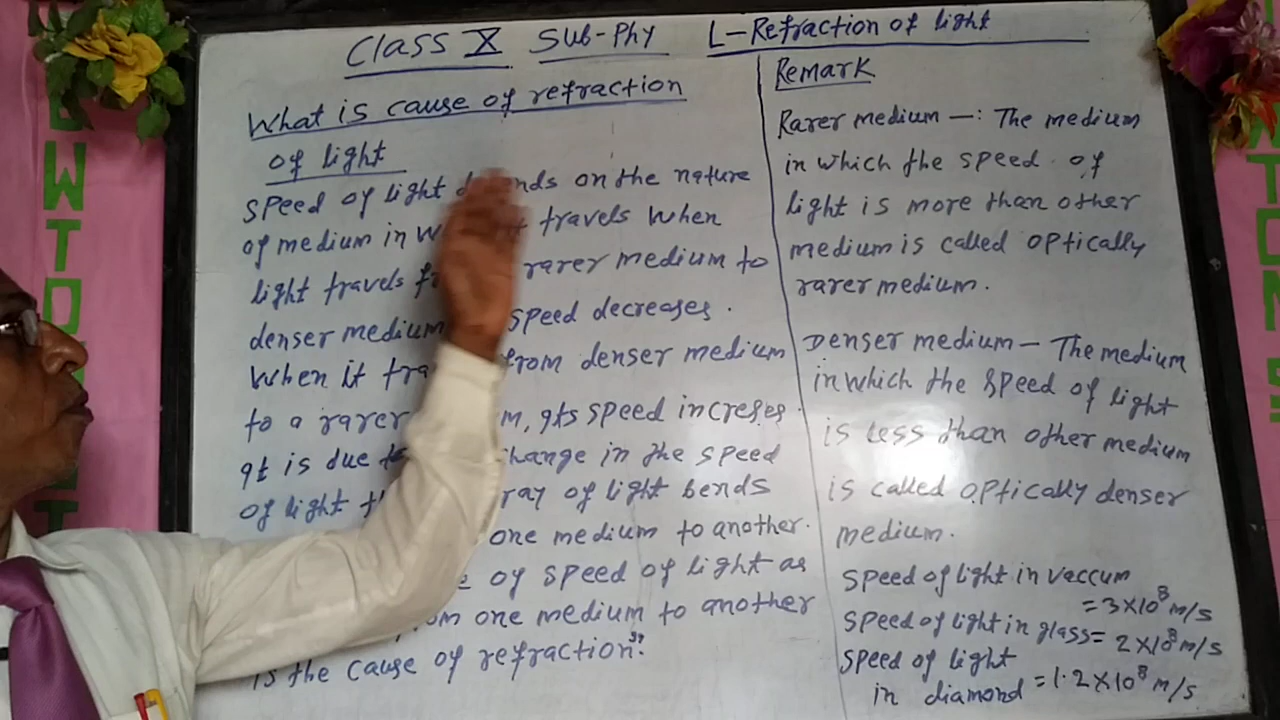 Class X Sub-Phy L-Refraction of light
What is cause of refraction
of light
Speed of light depends on the nature
of medium in travels when
light travels rarer medium to
denser medium speed decreases.
When it from denser medium
to a rarer gts speed increses.
gt is due change in the speed
of light ray of light bends
one medium to another.
of speed of light as
from one medium to another
is the cause of refraction"
Remark
Rarer medium —: The medium
in which the speed of
light is more than other
medium is called optically
rarer medium.
Denser medium – The medium
in which the speed of light
is less than other medium
is called optically denser
medium.
Speed of light in vaccum
= 3×10⁸ m/s
Speed of light in glass = 2×10⁸ m/s
Speed of light
in diamond = 1.2×10⁸ m/s